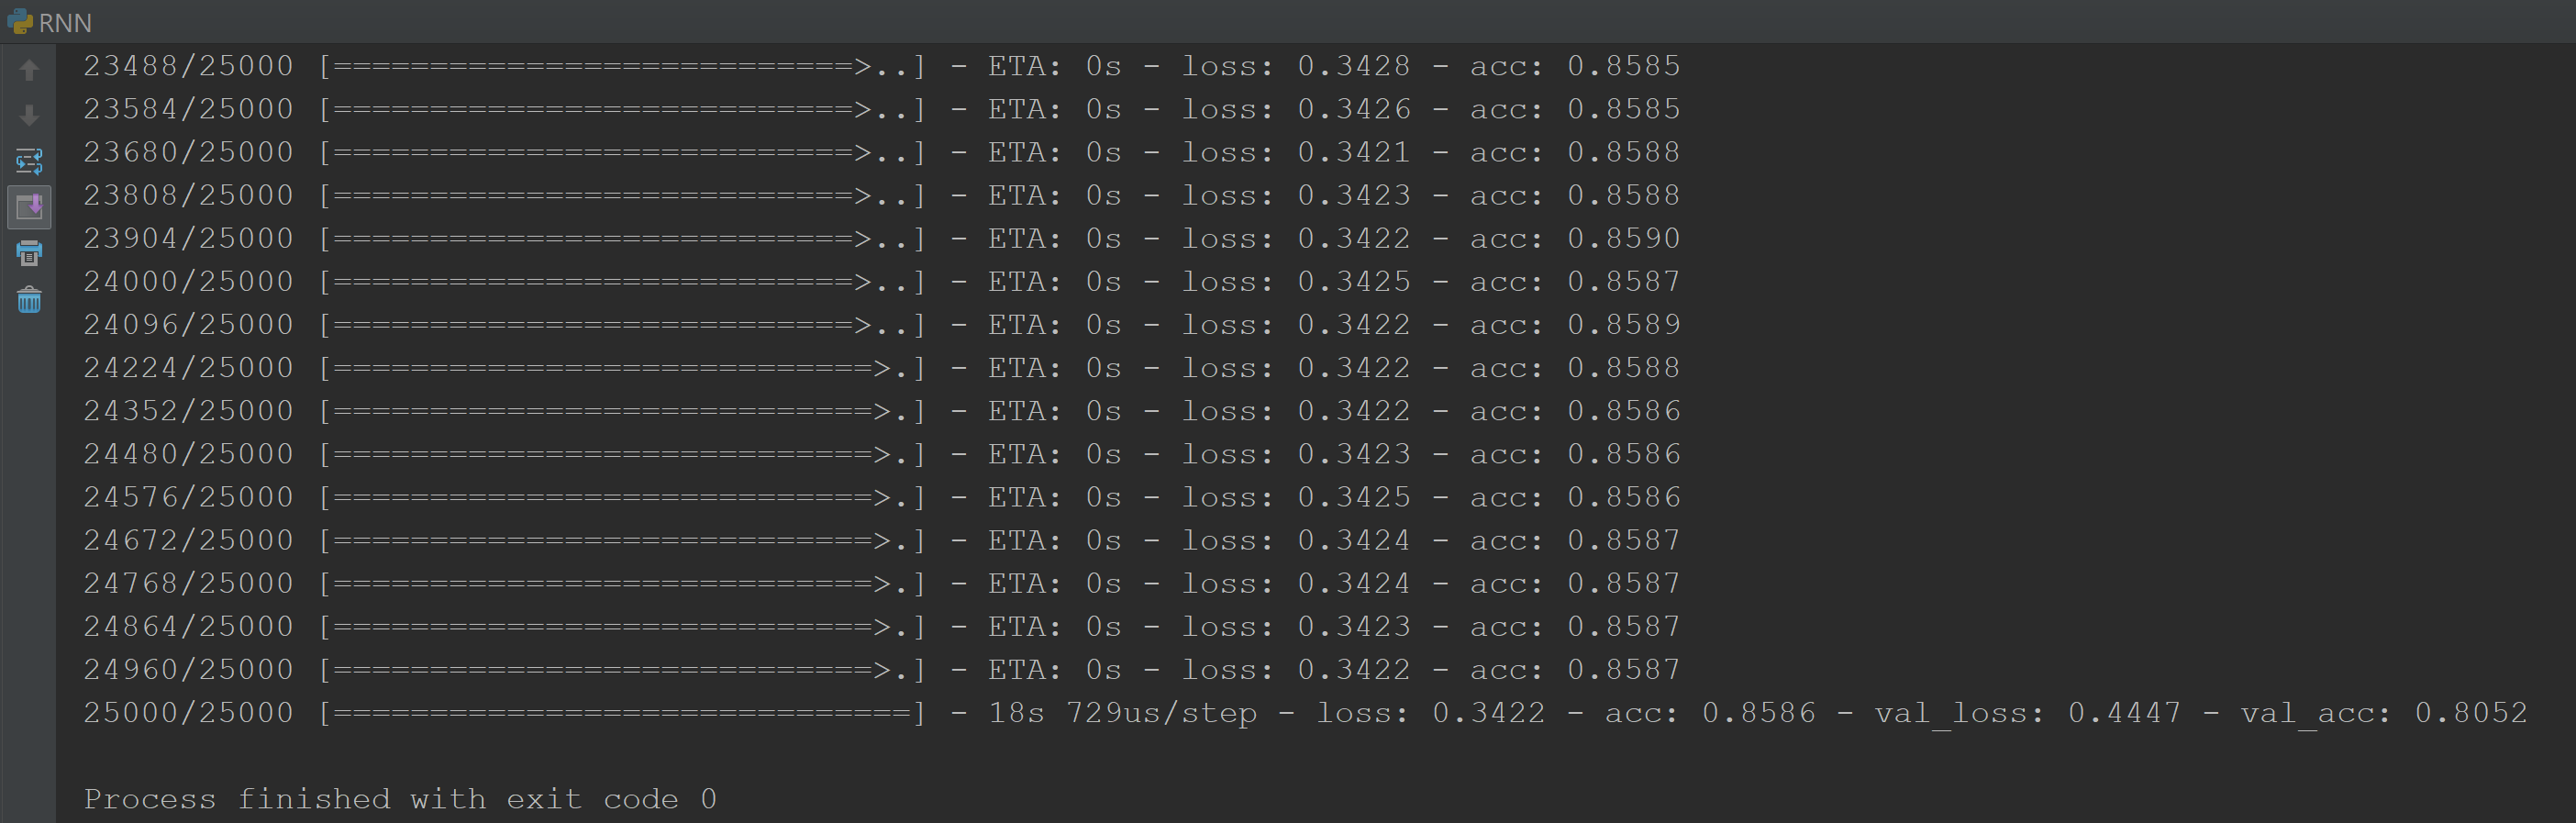 RNN
23488/25000 [===========================>..] - ETA: 0s - loss: 0.3428 - acc: 0.8585
23584/25000 [===========================>..] - ETA: 0s - loss: 0.3426 - acc: 0.8585
23680/25000 [===========================>..] - ETA: 0s - loss: 0.3421 - acc: 0.8588
23808/25000 [===========================>..] - ETA: 0s - loss: 0.3423 - acc: 0.8588
23904/25000 [===========================>..] - ETA: 0s - loss: 0.3422 - acc: 0.8590
24000/25000 [===========================>..] - ETA: 0s - loss: 0.3425 - acc: 0.8587
24096/25000 [===========================>..] - ETA: 0s - loss: 0.3422 - acc: 0.8589
24224/25000 [============================>.] - ETA: 0s - loss: 0.3422 - acc: 0.8588
24352/25000 [============================>.] - ETA: 0s - loss: 0.3422 - acc: 0.8586
24480/25000 [============================>.] - ETA: 0s - loss: 0.3423 - acc: 0.8586
24576/25000 [============================>.] - ETA: 0s - loss: 0.3425 - acc: 0.8586
24672/25000 [============================>.] - ETA: 0s - loss: 0.3424 - acc: 0.8587
24768/25000 [============================>.] - ETA: 0s - loss: 0.3424 - acc: 0.8587
24864/25000 [============================>.] - ETA: 0s - loss: 0.3423 - acc: 0.8587
24960/25000 [============================>.] - ETA: 0s - loss: 0.3422 - acc: 0.8587
25000/25000 [==============================] - 18s 729us/step - loss: 0.3422 - acc: 0.8586 - val_loss: 0.4447 - val_acc: 0.8052
Process finished with exit code 0